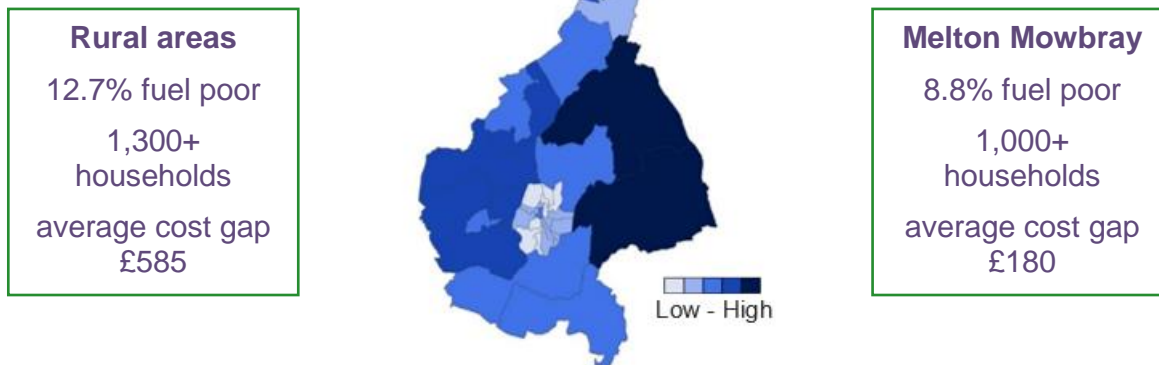 Rural areas
12.7% fuel poor
1,300+
households
average cost gap
£585
Low - High
Melton Mowbray
8.8% fuel poor
1,000+
households
average cost gap
£180